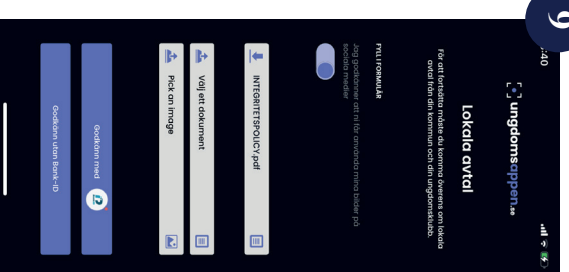 9
:40
ungdomsappen.se
Lokala avtal
För att fortsätta måste du komma överens om lokala
avtal från din kommun och din ungdomsklubb.
FYLL I FORMULÄR
Jag godkänner att ni får använda mina bilder på
sociala medier
INTEGRITETSPOLICY.pdf
Välj ett dokument
Pick an image
Godkänn med
Godkänn utan Bank-ID